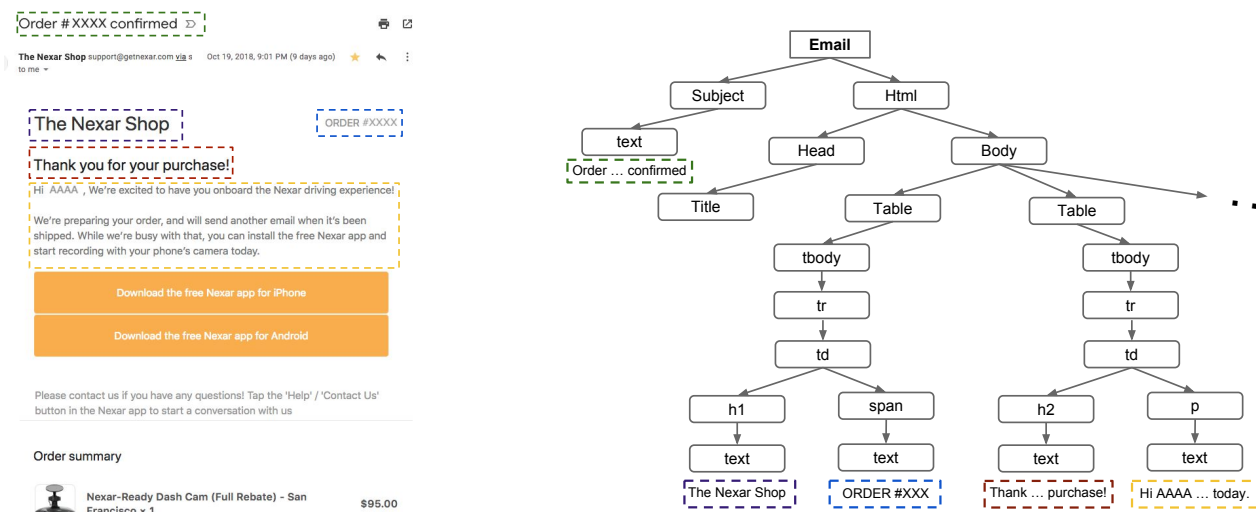 Order # XXXX confirmed
The Nexar Shop support@getnexar.com via s Oct 19, 2018, 9:01 PM (9 days ago)
to me
The Nexar Shop
ORDER #XXXX
Thank you for your purchase!
Hi AAAA , We're excited to have you onboard the Nexar driving experience!
We're preparing your order, and will send another email when it's been
shipped. While we're busy with that, you can install the free Nexar app and
start recording with your phone's camera today.
Download the free Nexar app for iPhone
Download the free Nexar app for Android
Please contact us if you have any questions! Tap the 'Help' / 'Contact Us'
button in the Nexar app to start a conversation with us
Order summary
Nexar-Ready Dash Cam (Full Rebate) - San
Francisco × 1
$95.00
Email
Subject
Html
text
Head
Body
Order … confirmed
Title
Table
Table
. .
tbody
tbody
tr
tr
td
td
h1
span
h2
p
text
text
text
text
The Nexar Shop
ORDER #XXX
Thank … purchase!
Hi AAAA … today.